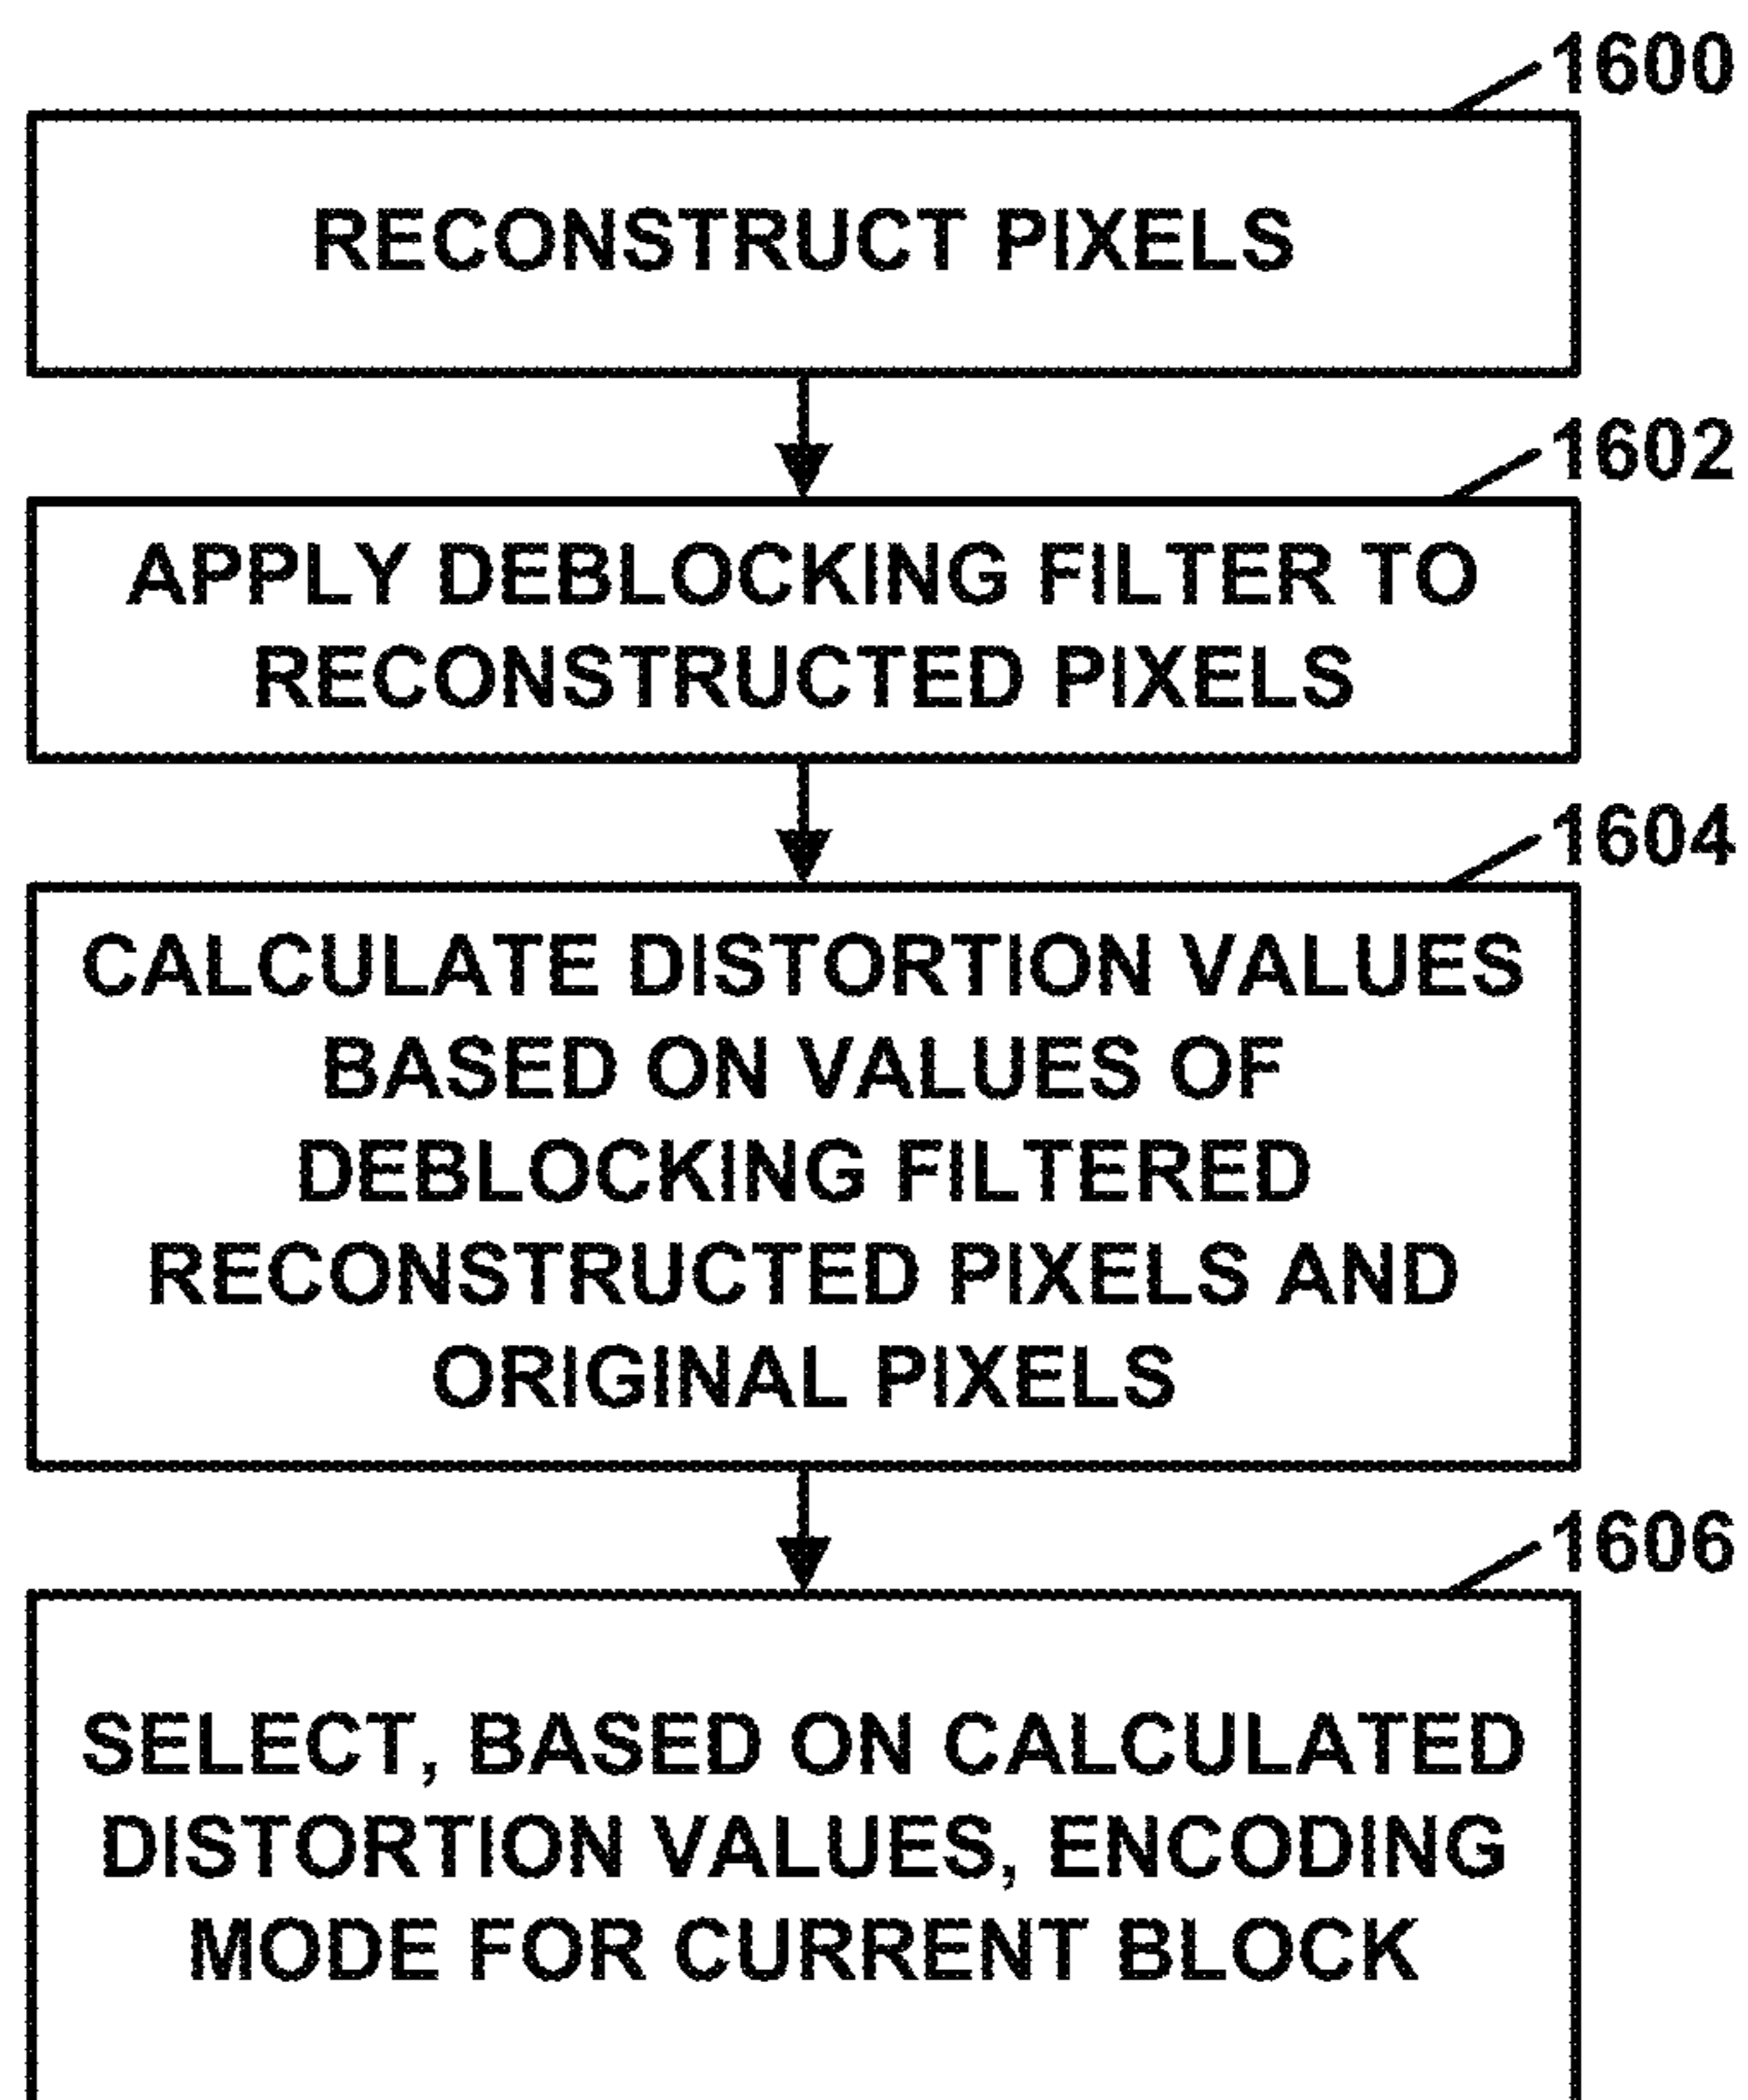 1600
RECONSTRUCT PIXELS
1602
APPLY DEBLOCKING FILTER TO
RECONSTRUCTED PIXELS
1604
CALCULATE DISTORTION VALUES
BASED ON VALUES OF
DEBLOCKING FILTERED
RECONSTRUCTED PIXELS AND
ORIGINAL PIXELS
1606
SELECT, BASED ON CALCULATED
DISTORTION VALUES, ENCODING
MODE FOR CURRENT BLOCK